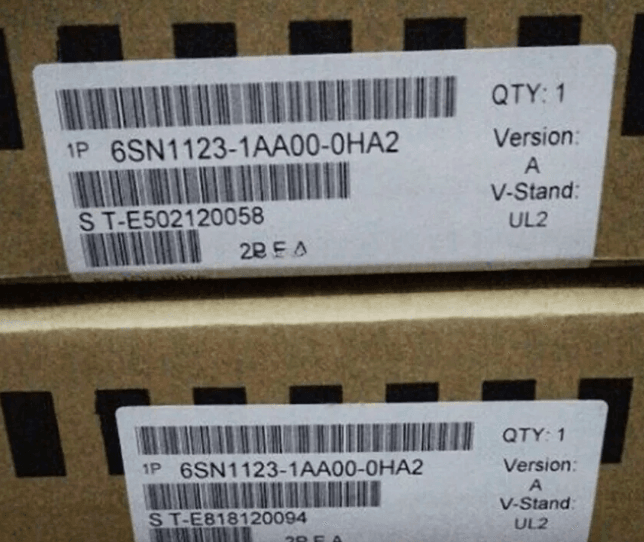 QTY: 1
1P 6SN1123-1AA00-0HA2
Version:
A
S T-E502120058
V-Stand:
UL2
QTY: 1
1P 6SN1123-1AA00-0HA2
Version:
A
S T-E818120094
V-Stand:
UL2